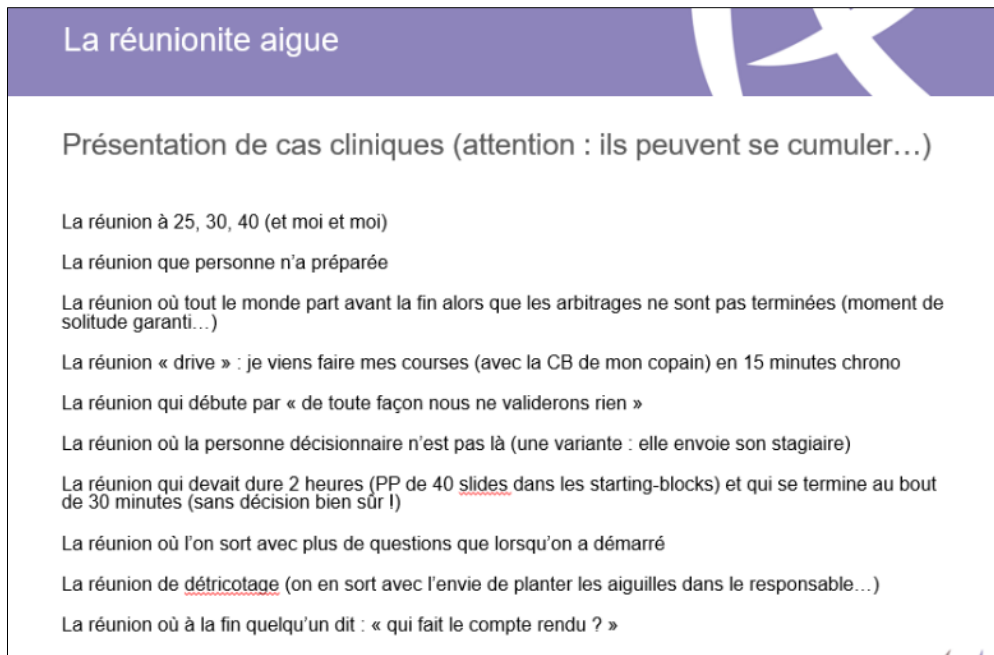 La réunionite aigue
Présentation de cas cliniques (attention : ils peuvent se cumuler…)
La réunion à 25, 30, 40 (et moi et moi)
La réunion que personne n’a préparée
La réunion où tout le monde part avant la fin alors que les arbitrages ne sont pas terminées (moment de
solitude garanti…)
La réunion « drive » : je viens faire mes courses (avec la CB de mon copain) en 15 minutes chrono
La réunion qui débute par « de toute façon nous ne validerons rien »
La réunion où la personne décisionnaire n’est pas là (une variante : elle envoie son stagiaire)
La réunion qui devait dure 2 heures (PP de 40 slides dans les starting-blocks) et qui se termine au bout
de 30 minutes (sans décision bien sûr !)
La réunion où l’on sort avec plus de questions que lorsqu’on a démarré
La réunion de détricotage (on en sort avec l’envie de planter les aiguilles dans le responsable…)
La réunion où à la fin quelqu’un dit : « qui fait le compte rendu ? »